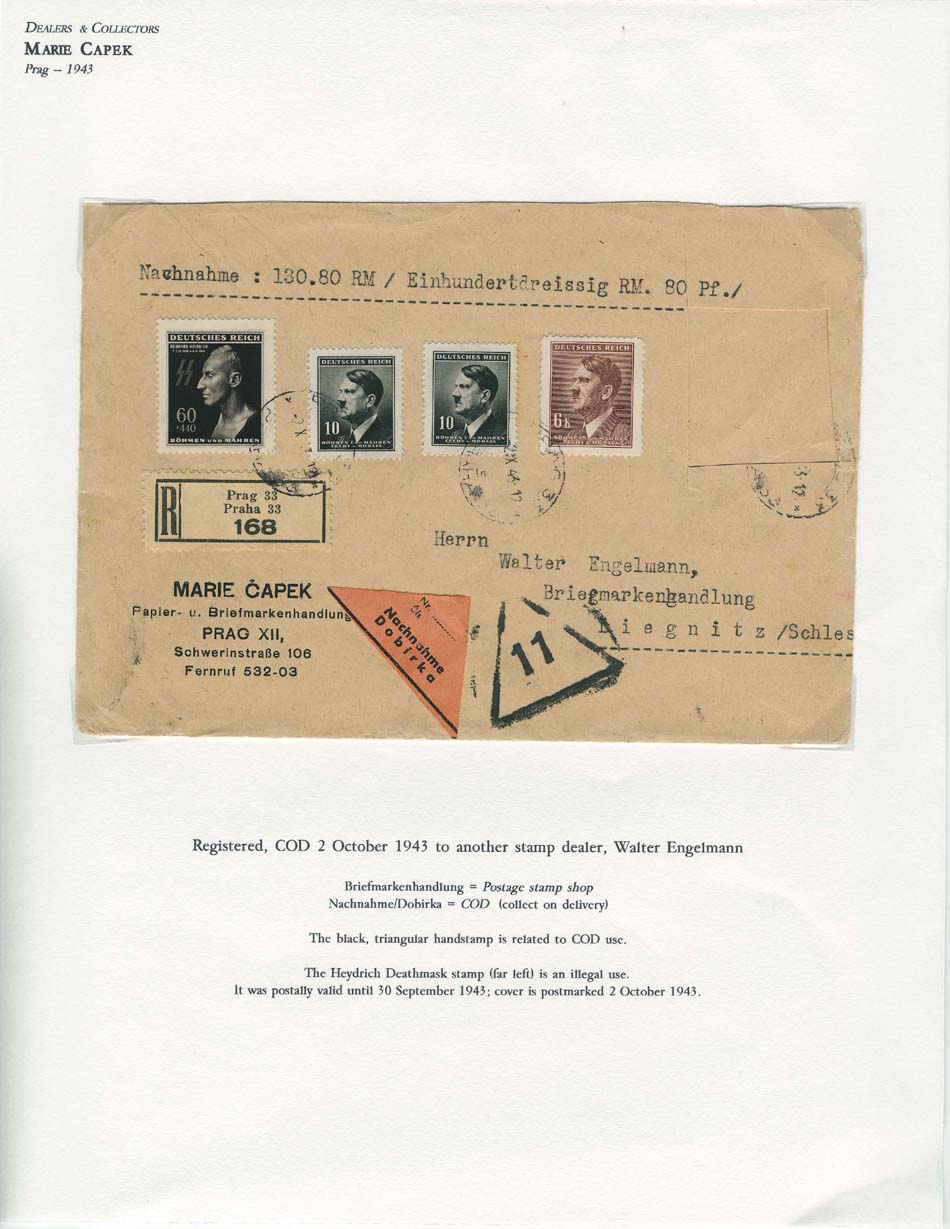 DEALERS & COLLECTORS
MARIE CAPEK
Prag -- 1943
Nachnahme : 130.80 RM / Einhundertdreissig RM. 80 Pf./
DEUTSCHES REICH
SS
60
+440
BÖHMEN UND MÄHREN
DEUTSCHES REICH
10
BÖHMEN U. MÄHREN
ČECHY A MORAVA
DEUTSCHES REICH
10
BÖHMEN U. MÄHREN
ČECHY A MORAVA
DEUTSCHES REICH
6 K
BÖHMEN U. MÄHREN
ČECHY A MORAVA
R
Prag 33
Praha 33
168
Herrn
Walter Engelmann,
Briefmarkenhandlung
Liegnitz /Schles
MARIE ČAPEK
Papier- u. Briefmarkenhandlung
PRAG XII,
Schwerinstraße 106
Fernruf 532-03
Nr.
Čís.
Nachnahme
Dobírka
11
Registered, COD 2 October 1943 to another stamp dealer, Walter Engelmann
Briefmarkenhandlung = Postage stamp shop
Nachnahme/Dobirka = COD (collect on delivery)
The black, triangular handstamp is related to COD use.
The Heydrich Deathmask stamp (far left) is an illegal use.
It was postally valid until 30 September 1943; cover is postmarked 2 October 1943.